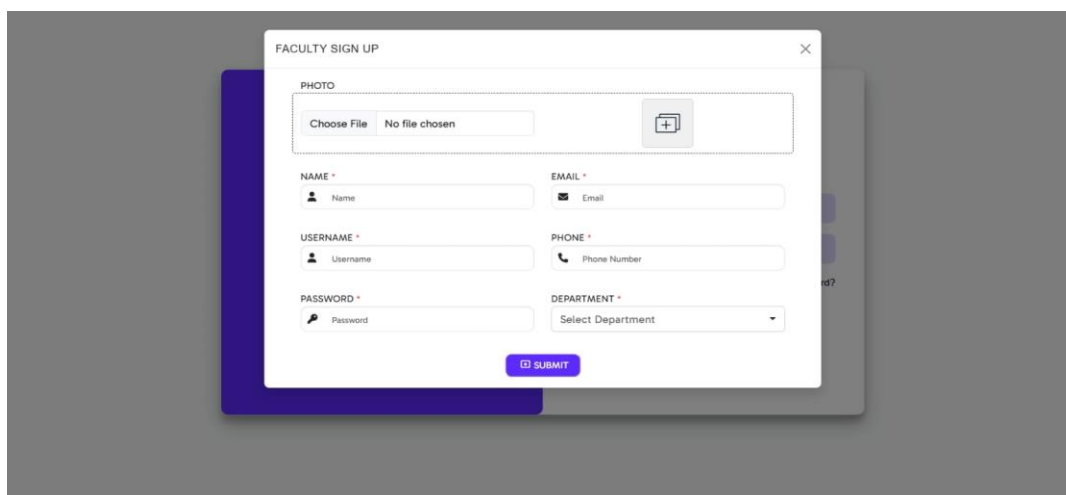 FACULTY SIGN UP
PHOTO
Choose File No file chosen
NAME * EMAIL *
Name Email
USERNAME * PHONE *
Username Phone Number
rd?
PASSWORD * DEPARTMENT *
Password Select Department
SUBMIT